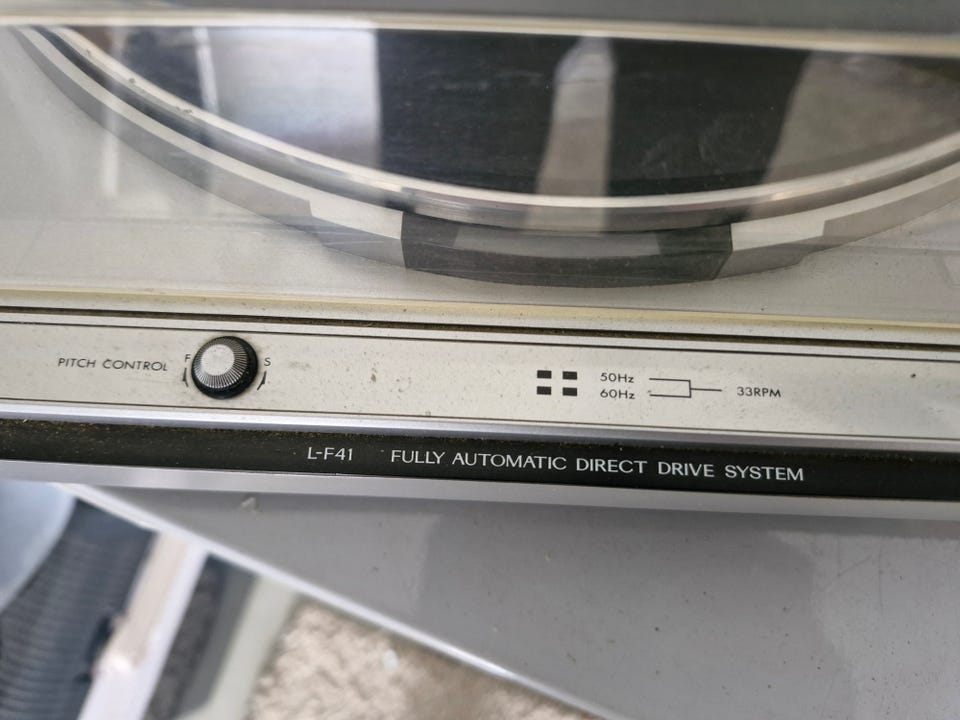 PITCH CONTROL F S
50Hz
60Hz
33RPM
L-F41 FULLY AUTOMATIC DIRECT DRIVE SYSTEM